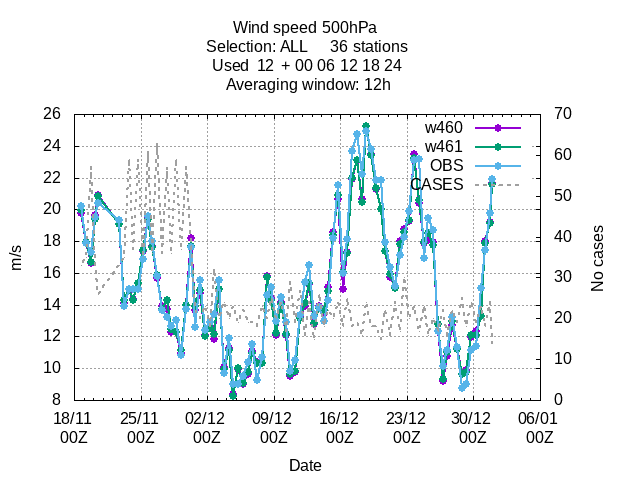 Wind speed 500hPa
Selection: ALL     36 stations
Used  12  + 00 06 12 18 24
Averaging window: 12h
26
24
22
20
18
16
14
12
10
8
70
60
50
40
30
20
10
0
m/s
No cases
w460
w461
OBS
CASES
18/11 25/11 02/12 09/12 16/12 23/12 30/12 06/01
00Z 00Z 00Z 00Z 00Z 00Z 00Z 00Z
Date